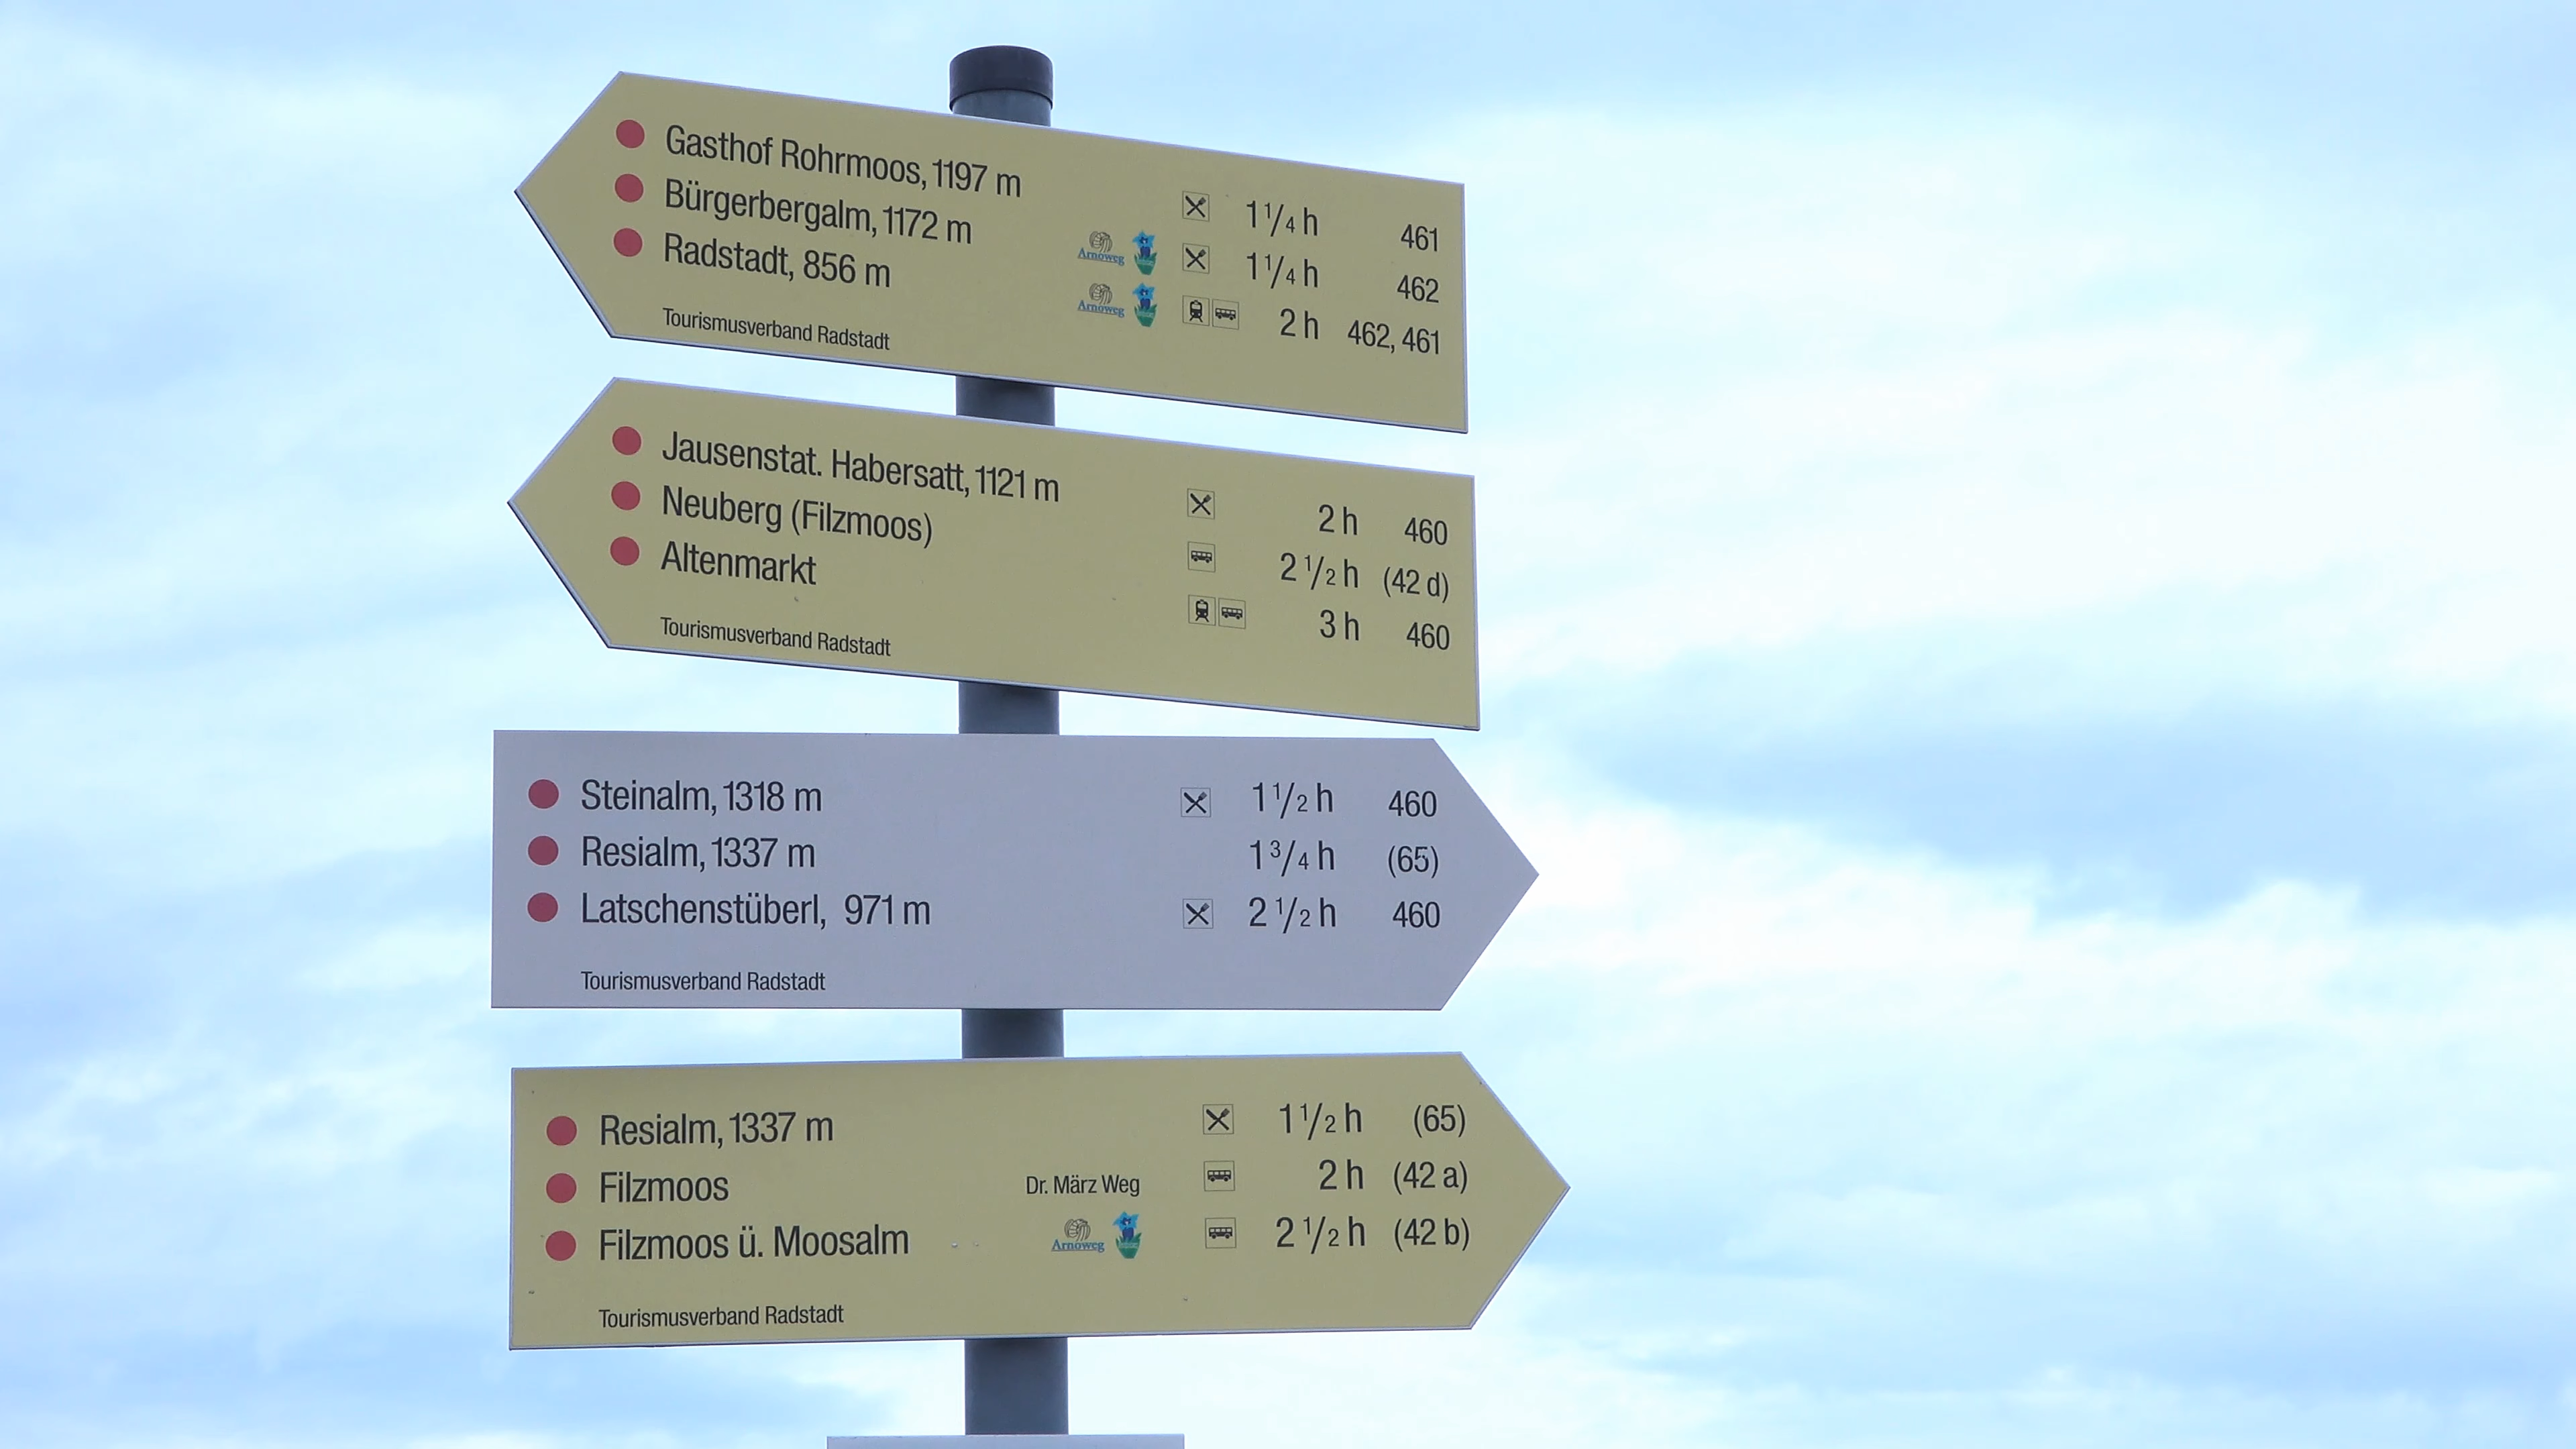 Gasthof Rohrmoos, 1197 m 1 1/4 h 461
Bürgerbergalm, 1172 m Arnoweg 1 1/4 h 462
Radstadt, 856 m Arnoweg 2 h 462, 461
Tourismusverband Radstadt
Jausenstat. Habersatt, 1121 m 2 h 460
Neuberg (Filzmoos) 2 1/2 h (42 d)
Altenmarkt 3 h 460
Tourismusverband Radstadt
Steinalm, 1318 m 1 1/2 h 460
Resialm, 1337 m 1 3/4 h (65)
Latschenstüberl, 971 m 2 1/2 h 460
Tourismusverband Radstadt
Resialm, 1337 m 1 1/2 h (65)
Filzmoos Dr. März Weg 2 h (42 a)
Filzmoos ü. Moosalm Arnoweg 2 1/2 h (42 b)
Tourismusverband Radstadt